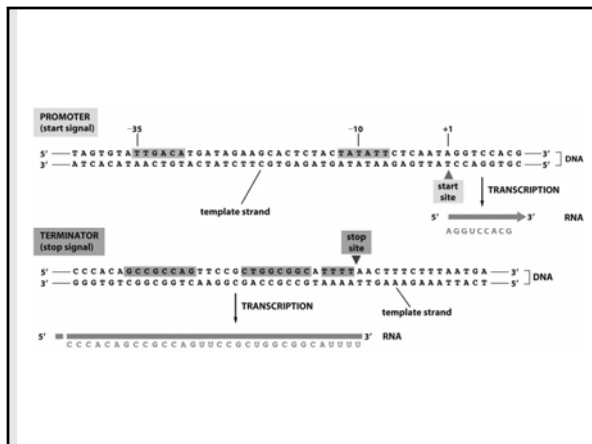 PROMOTER
(start signal)
−35
−10
+1
5′ TAGTGTATTGACATGATAGAAGCACTCTACTATATTCTCAATAGGTCCACG 3′
3′ ATCACATAACTGTACTATCTTCGTGAGATGATATAAGAGTTATCCAGGTGC 5′
DNA
template strand
start
site
TRANSCRIPTION
5′ 3′ RNA
AGGUCCACG
TERMINATOR
(stop signal)
stop
site
5′ CCCACAGCCGCCAGTTCCGCTGGCGGCATTTTAACTTTCTTTAATGA 3′
3′ GGGTGTCGGCGGTCAAGGCGACCGCCGTAAAATTGAAAGAAATTACT 5′
DNA
TRANSCRIPTION
template strand
5′ 3′ RNA
CCCACAGCCGCCAGUUCCGCUGGCGGCAUUUU